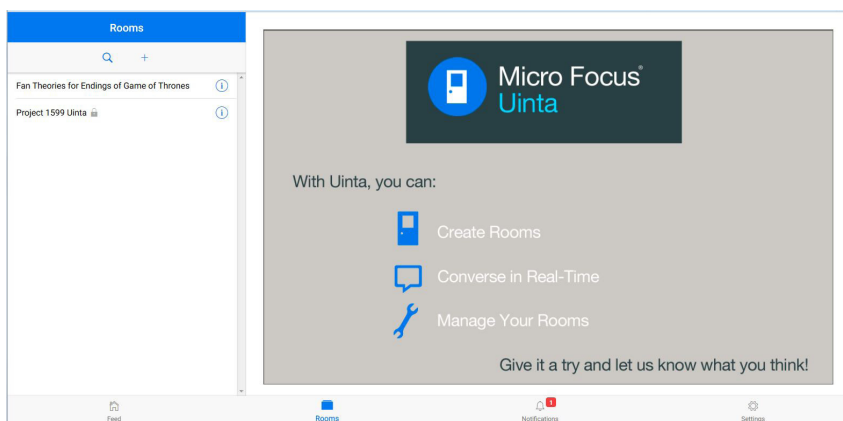 Rooms
Fan Theories for Endings of Game of Thrones
Project 1599 Uinta
Micro Focus®
Uinta
With Uinta, you can:
Create Rooms
Converse in Real-Time
Manage Your Rooms
Give it a try and let us know what you think!
Feed
Rooms
1
Notifications
Settings